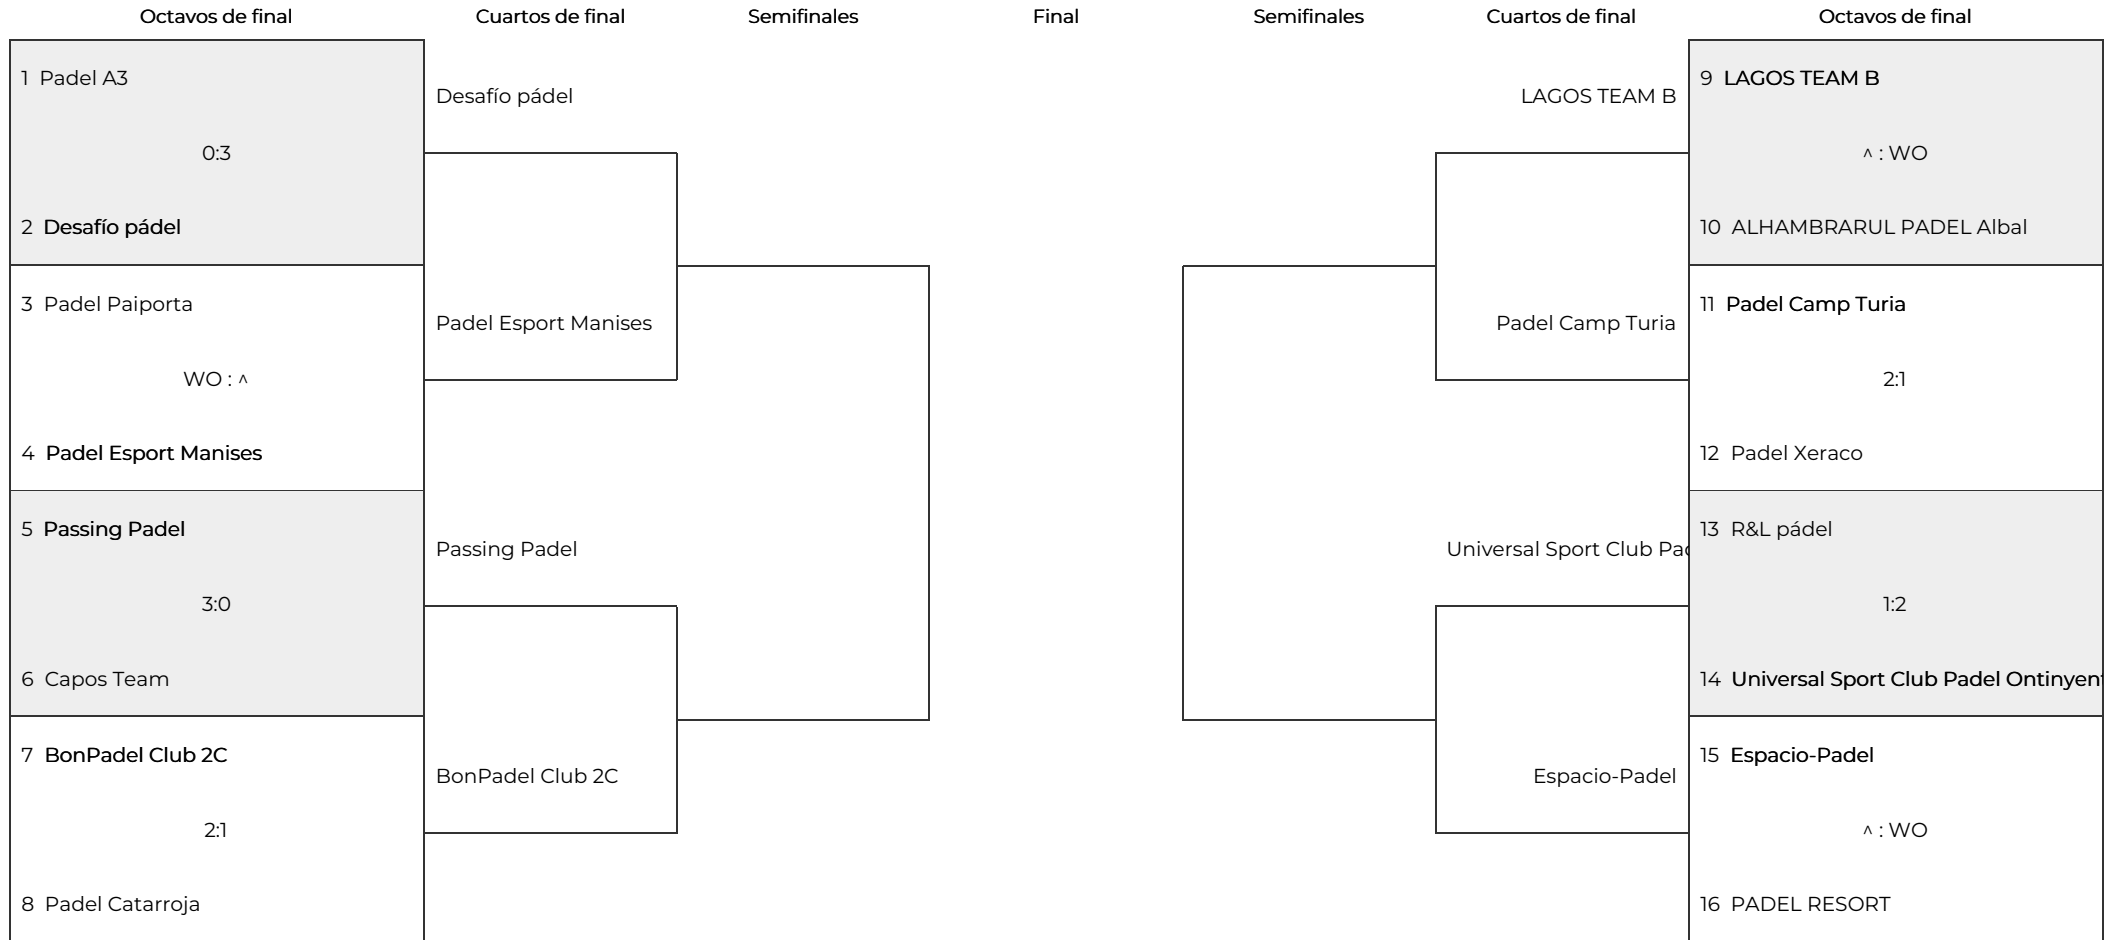 Octavos de final
Cuartos de final
Semifinales
Final
Semifinales
Cuartos de final
Octavos de final
1 Padel A3
0:3
2 Desafío pádel
3 Padel Paiporta
WO : ^
4 Padel Esport Manises
5 Passing Padel
3:0
6 Capos Team
7 BonPadel Club 2C
2:1
8 Padel Catarroja
Desafío pádel
Padel Esport Manises
Passing Padel
BonPadel Club 2C
LAGOS TEAM B
Padel Camp Turia
Universal Sport Club Pad
Espacio-Padel
9 LAGOS TEAM B
^ : WO
10 ALHAMBRARUL PADEL Albal
11 Padel Camp Turia
2:1
12 Padel Xeraco
13 R&L pádel
1:2
14 Universal Sport Club Padel Ontinyent
15 Espacio-Padel
^ : WO
16 PADEL RESORT